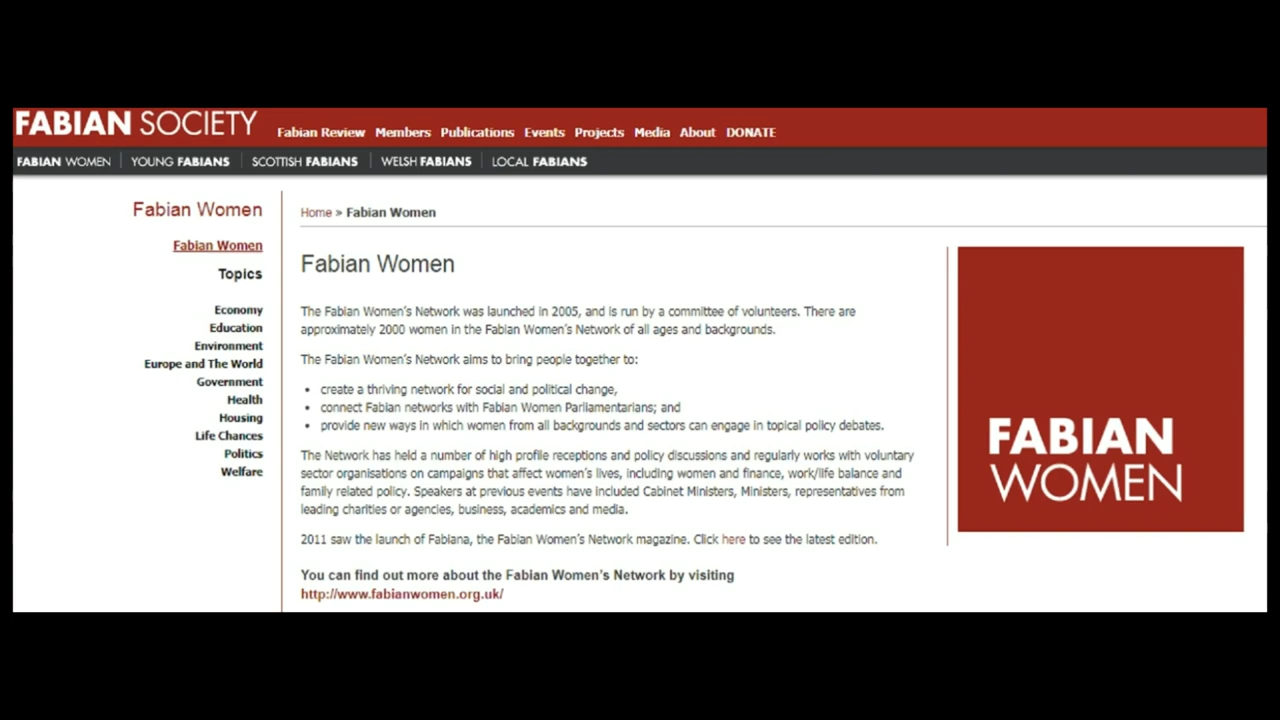 FABIAN SOCIETY
Fabian Review Members Publications Events Projects Media About DONATE
FABIAN WOMEN YOUNG FABIANS SCOTTISH FABIANS WELSH FABIANS LOCAL FABIANS
Fabian Women
Fabian Women
Topics
Economy
Education
Environment
Europe and The World
Government
Health
Housing
Life Chances
Politics
Welfare
Home » Fabian Women
Fabian Women
The Fabian Women's Network was launched in 2005, and is run by a committee of volunteers. There are
approximately 2000 women in the Fabian Women's Network of all ages and backgrounds.
The Fabian Women's Network aims to bring people together to:
• create a thriving network for social and political change,
• connect Fabian networks with Fabian Women Parliamentarians; and
• provide new ways in which women from all backgrounds and sectors can engage in topical policy debates.
The Network has held a number of high profile receptions and policy discussions and regularly works with voluntary
sector organisations on campaigns that affect women's lives, including women and finance, work/life balance and
family related policy. Speakers at previous events have included Cabinet Ministers, Ministers, representatives from
leading charities or agencies, business, academics and media.
2011 saw the launch of Fabiana, the Fabian Women's Network magazine. Click here to see the latest edition.
You can find out more about the Fabian Women's Network by visiting
http://www.fabianwomen.org.uk/
FABIAN
WOMEN